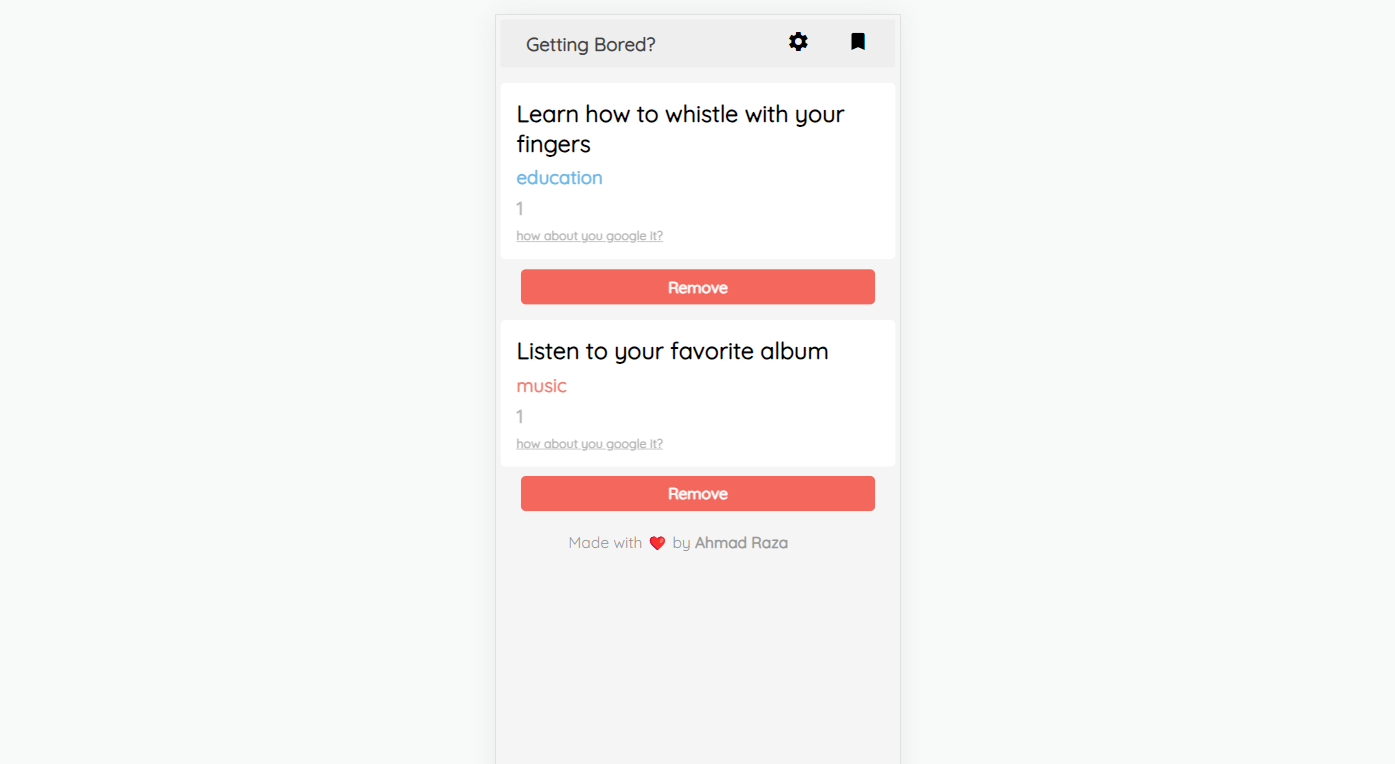 Getting Bored?
Learn how to whistle with your
fingers
education
1
how about you google it?
Remove
Listen to your favorite album
music
1
how about you google it?
Remove
Made with ❤️ by Ahmad Raza